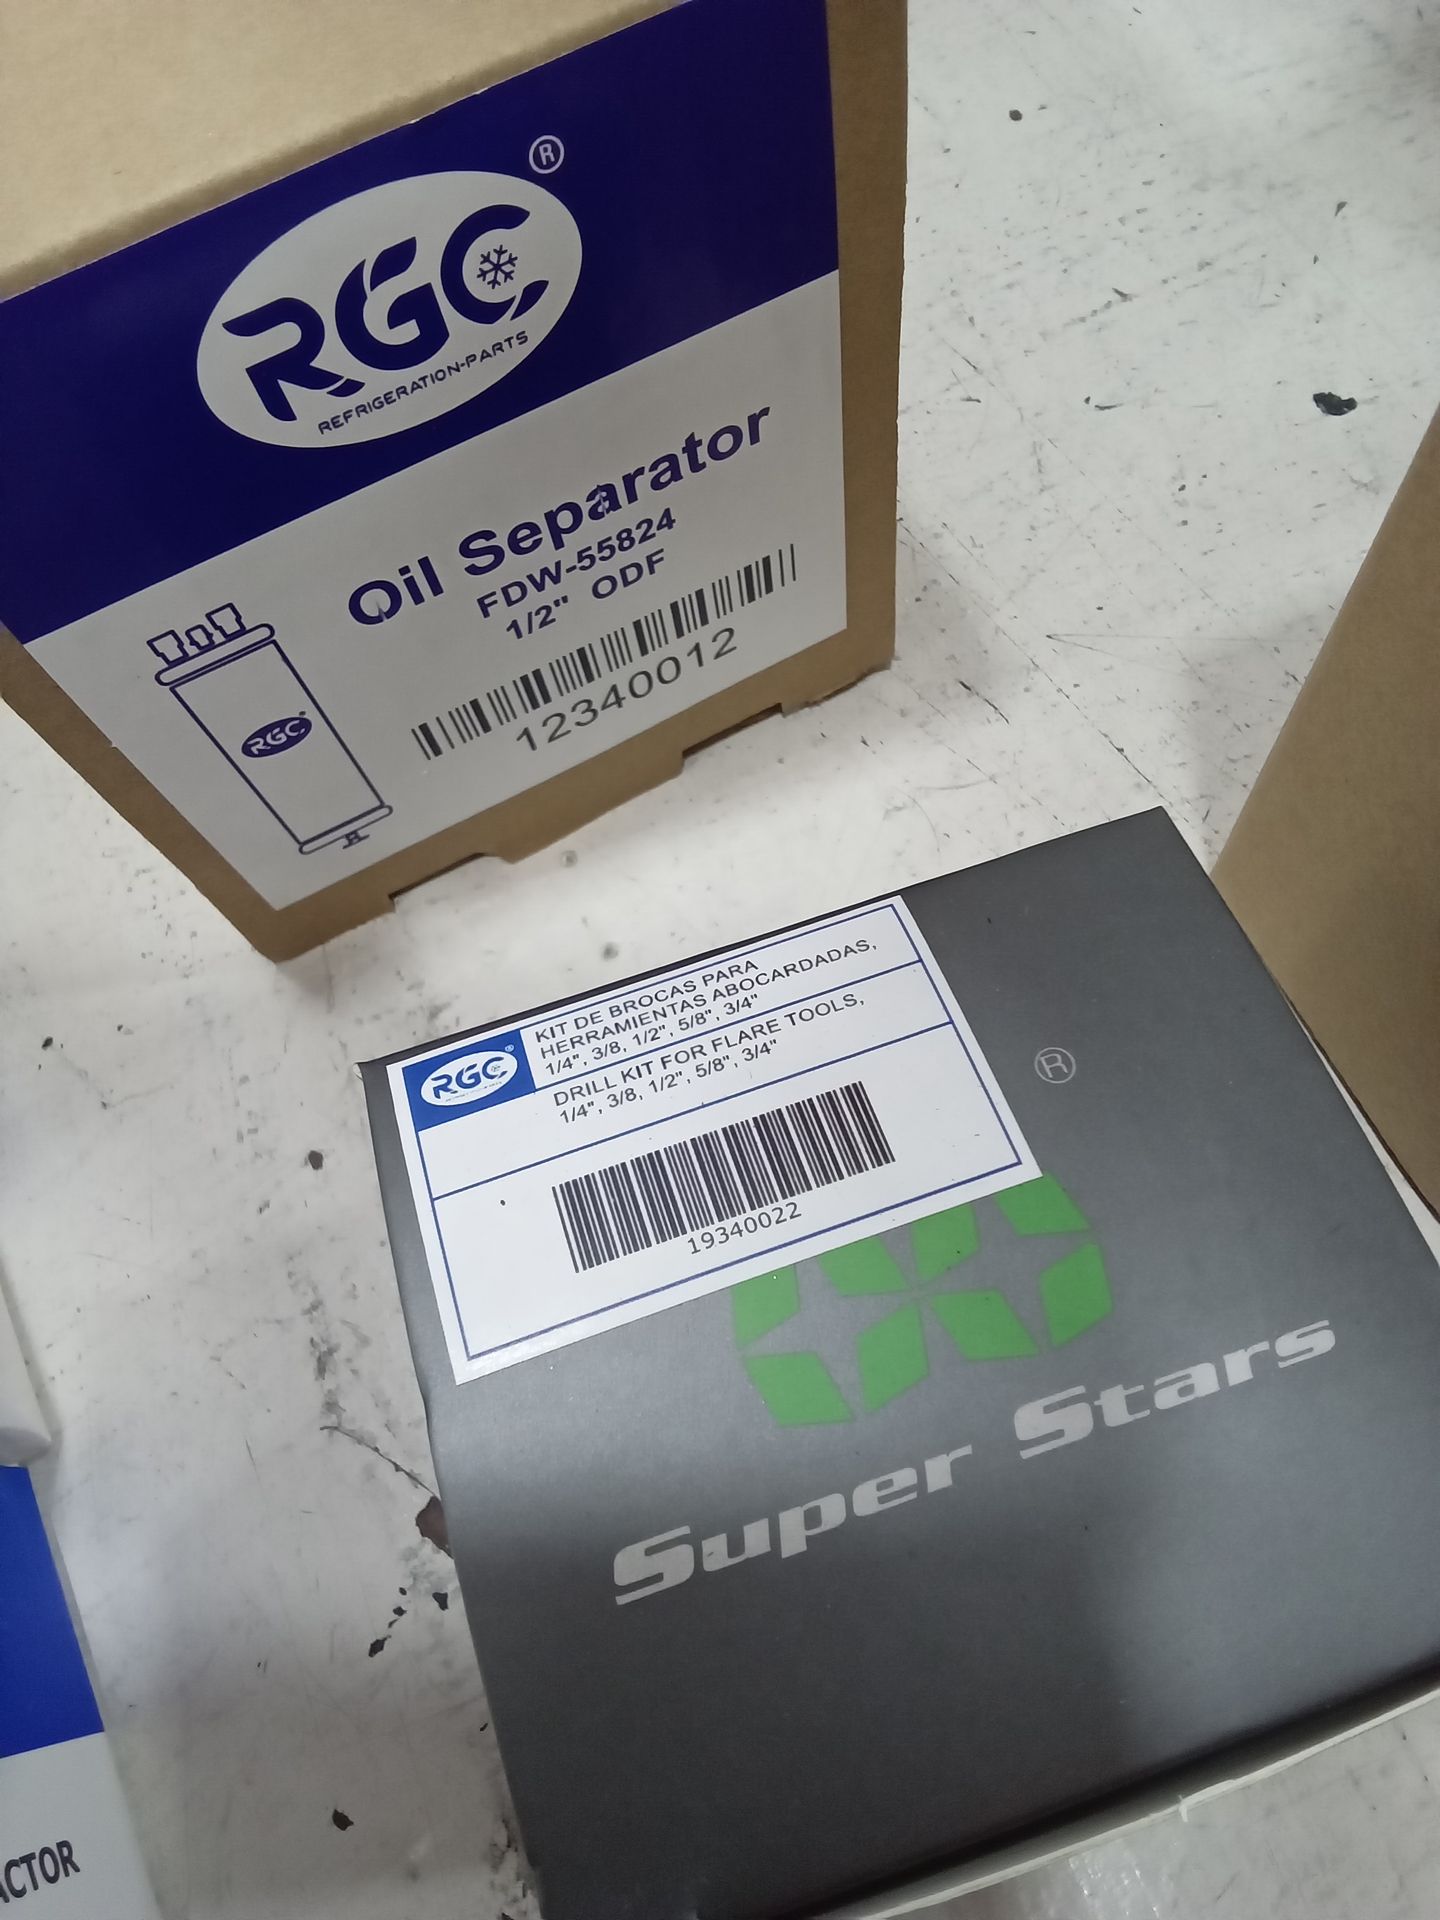 ®
RGC
REFRIGERATION-PARTS
Oil Separator
FDW-55824
1/2" ODF
RGC
12340012
RGC
®
KIT DE BROCAS PARA
HERRAMIENTAS ABOCARDADAS,
1/4", 3/8, 1/2", 5/8", 3/4"
DRILL KIT FOR FLARE TOOLS,
1/4", 3/8, 1/2", 5/8", 3/4"
19340022
®
Super Stars
ACTOR